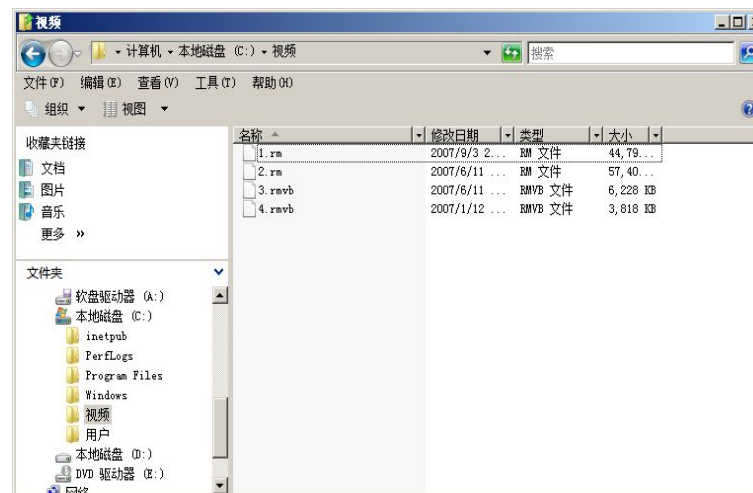 视频
计算机 本地磁盘 (C:) 视频
搜索
文件(F) 编辑(E) 查看(V) 工具(T) 帮助(H)
组织 视图
收藏夹链接
文档
图片
音乐
更多 »
文件夹
软盘驱动器 (A:)
本地磁盘 (C:)
inetpub
PerfLogs
Program Files
Windows
视频
用户
本地磁盘 (D:)
DVD 驱动器 (E:)
网络
名称 修改日期 类型 大小
1.rm 2007/9/3 2... RM 文件 44,79...
2.rm 2007/6/11 ... RM 文件 57,40...
3.rmvb 2007/6/11 ... RMVB 文件 6,228 KB
4.rmvb 2007/1/12 ... RMVB 文件 3,818 KB